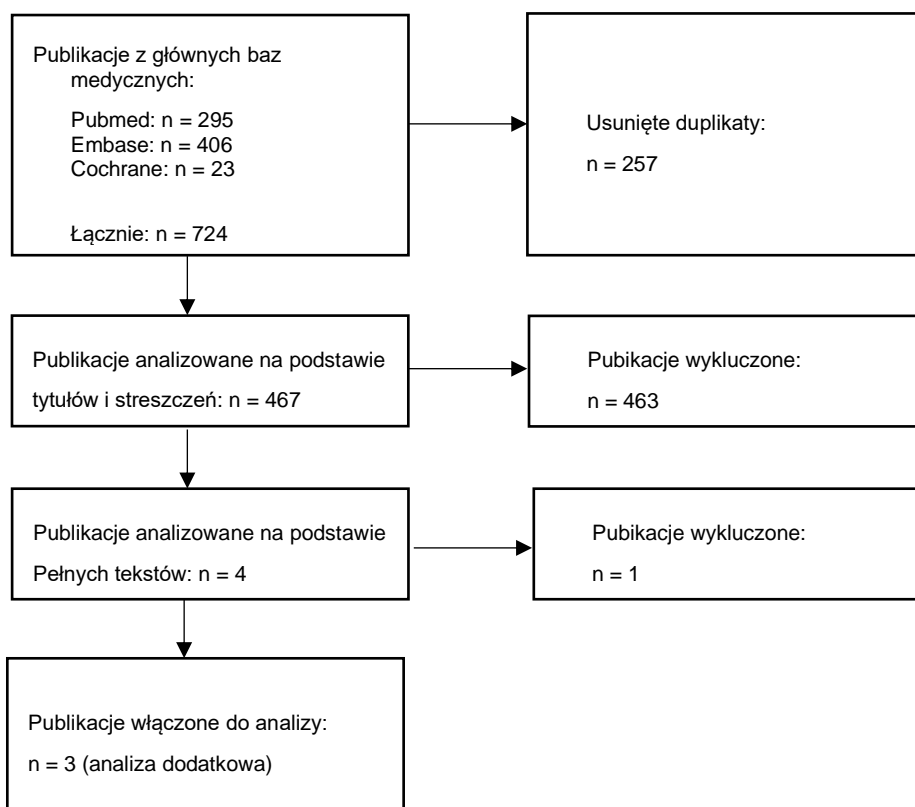 Publikacje z głównych baz
medycznych:
Pubmed: n = 295
Embase: n = 406
Cochrane: n = 23
Łącznie: n = 724
Usunięte duplikaty:
n = 257
Publikacje analizowane na podstawie
tytułów i streszczeń: n = 467
Pubikacje wykluczone:
n = 463
Publikacje analizowane na podstawie
Pełnych tekstów: n = 4
Pubikacje wykluczone:
n = 1
Publikacje włączone do analizy:
n = 3 (analiza dodatkowa)